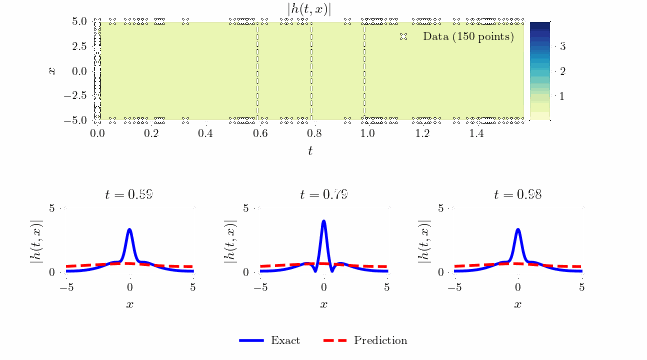 |h(t, x)|
5.0
2.5
0.0
−2.5
−5.0
x
Data (150 points)
3
2
1
0.0 0.2 0.4 0.6 0.8 1.0 1.2 1.4
t
t = 0.59 t = 0.79 t = 0.98
5 5 5
|h(t, x)| |h(t, x)| |h(t, x)|
0 0 0
−5 0 5 −5 0 5 −5 0 5
x x x
Exact Prediction